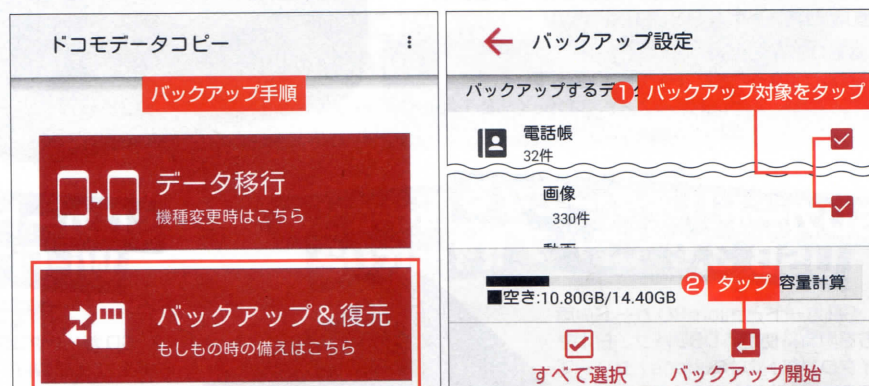 ドコモデータコピー
バックアップ手順
データ移行
機種変更時はこちら
バックアップ&復元
もしもの時の備えはこちら
バックアップ設定
バックアップするデ
1 バックアップ対象をタップ
電話帳
32件
画像
330件
空き:10.80GB/14.40GB
2 タップ
容量計算
すべて選択
バックアップ開始